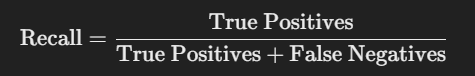 Recall = True Positives / True Positives + False Negatives